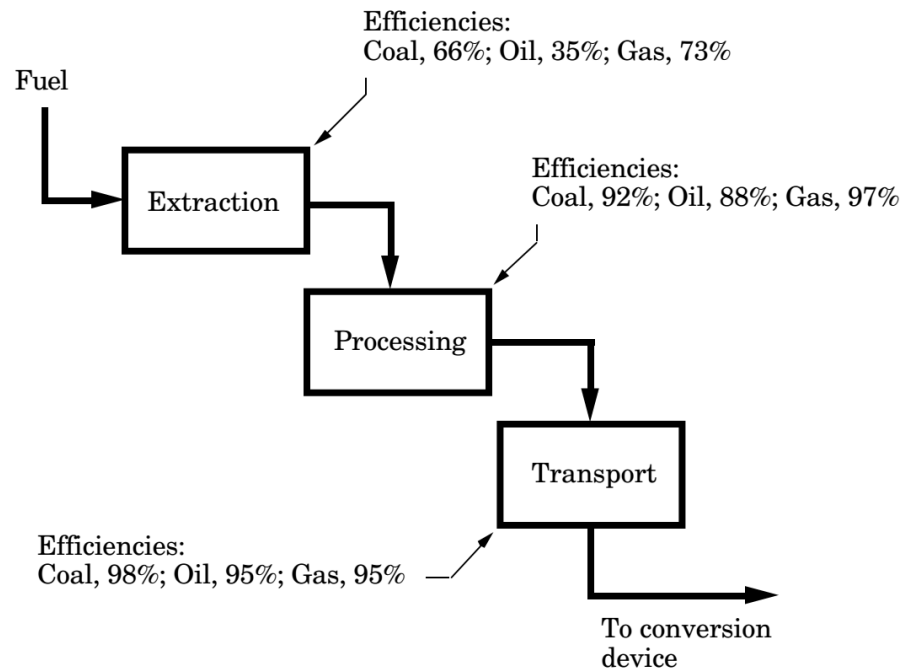 Efficiencies:
Coal, 66%; Oil, 35%; Gas, 73%
Fuel
Extraction
Efficiencies:
Coal, 92%; Oil, 88%; Gas, 97%
Processing
Transport
Efficiencies:
Coal, 98%; Oil, 95%; Gas, 95%
To conversion
device